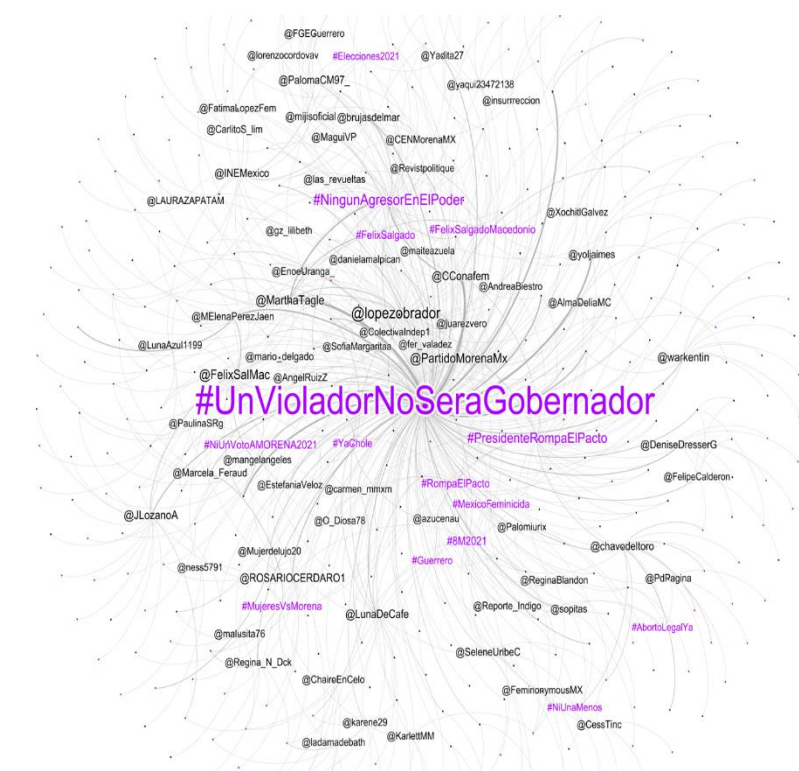 @FGEGuerrero
@lorenzocordovav #Elecciones2021 @Yadita27
@PalomaCM97_ @yaqui23472138
@insurrreccion
@FatimaLopezFem @mijisoficial @brujasdelmar
@CarlitoS_lim
@MaguiVP @CENMorenaMX
@INEMexico @las_revueltas @Revistpolitique
@LAURAZAPATAM #NingunAgresorEnElPoder
@XochitlGalvez
@gz_lilibeth #FelixSalgado #FelixSalgadoMacedonio
@danielamalpican @maiteazuela @yoljaimes
@EnoeUranga_ @CConafem
@AndreaBiestro
@MarthaTagle @AlmaDeliaMC
@MElenaPerezJaen @lopezobrador
@ColectivaIndep1 @juarezvero
@LunaAzul1199 @SofiaMargaritaa @fer_valadez
@mario_delgado @PartidoMorenaMx @warkentin
@FelixSalMac @AngelRuizZ
#UnVioladorNoSeraGobernador
@PaulinaSRg
#NiUnVotoAMORENA2021 #YaChole #PresidenteRompaElPacto @DeniseDresserG
@mangelangeles
@Marcela_Feraud @FelipeCalderon
@EstefaniaVeloz @carmen_mmxm #RompaElPacto
#MexicoFeminicida
@JLozanoA @O_Diosa78 @azucenau @Palomiurix
@Mujerdelujo20 #8M2021 @chavodeltoro
@ness5791 #Guerrero
@ROSARIOCERDARO1 @ReginaBlandon @PdPagina
#MujeresVsMorena @LunaDeCafe @Reporte_Indigo @sopitas
@malusita76 #AbortoLegalYa
@Regina_N_Dck @SeleneUribeC
@ChaireEnCelo @FeminonymousMX
#NiUnaMenos
@karene29 @CessTinc
@ladamadebath @KarlettMM